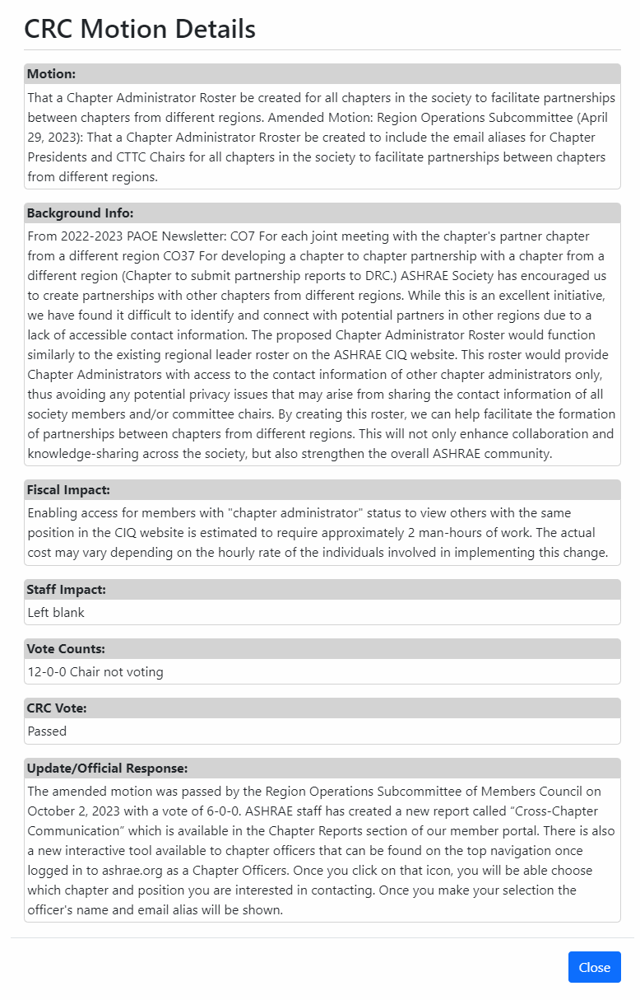 CRC Motion Details
Motion:
That a Chapter Administrator Roster be created for all chapters in the society to facilitate partnerships
between chapters from different regions. Amended Motion: Region Operations Subcommittee (April
29, 2023): That a Chapter Administrator Rroster be created to include the email aliases for Chapter
Presidents and CTTC Chairs for all chapters in the society to facilitate partnerships between chapters
from different regions.
Background Info:
From 2022-2023 PAOE Newsletter: CO7 For each joint meeting with the chapter's partner chapter
from a different region CO37 For developing a chapter to chapter partnership with a chapter from a
different region (Chapter to submit partnership reports to DRC.) ASHRAE Society has encouraged us
to create partnerships with other chapters from different regions. While this is an excellent initiative,
we have found it difficult to identify and connect with potential partners in other regions due to a
lack of accessible contact information. The proposed Chapter Administrator Roster would function
similarly to the existing regional leader roster on the ASHRAE CIQ website. This roster would provide
Chapter Administrators with access to the contact information of other chapter administrators only,
thus avoiding any potential privacy issues that may arise from sharing the contact information of all
society members and/or committee chairs. By creating this roster, we can help facilitate the formation
of partnerships between chapters from different regions. This will not only enhance collaboration and
knowledge-sharing across the society, but also strengthen the overall ASHRAE community.
Fiscal Impact:
Enabling access for members with "chapter administrator" status to view others with the same
position in the CIQ website is estimated to require approximately 2 man-hours of work. The actual
cost may vary depending on the hourly rate of the individuals involved in implementing this change.
Staff Impact:
Left blank
Vote Counts:
12-0-0 Chair not voting
CRC Vote:
Passed
Update/Official Response:
The amended motion was passed by the Region Operations Subcommittee of Members Council on
October 2, 2023 with a vote of 6-0-0. ASHRAE staff has created a new report called “Cross-Chapter
Communication” which is available in the Chapter Reports section of our member portal. There is also
a new interactive tool available to chapter officers that can be found on the top navigation once
logged in to ashrae.org as a Chapter Officers. Once you click on that icon, you will be able choose
which chapter and position you are interested in contacting. Once you make your selection the
officer's name and email alias will be shown.
Close